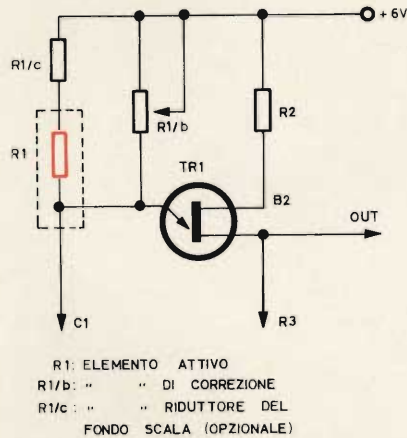 + 6V
R1/c
R1/b
R2
R1
TR1
B2
OUT
C1
R3
R1: ELEMENTO ATTIVO
R1/b: " " DI CORREZIONE
R1/c: " " RIDUTTORE DEL
FONDO SCALA (OPZIONALE)